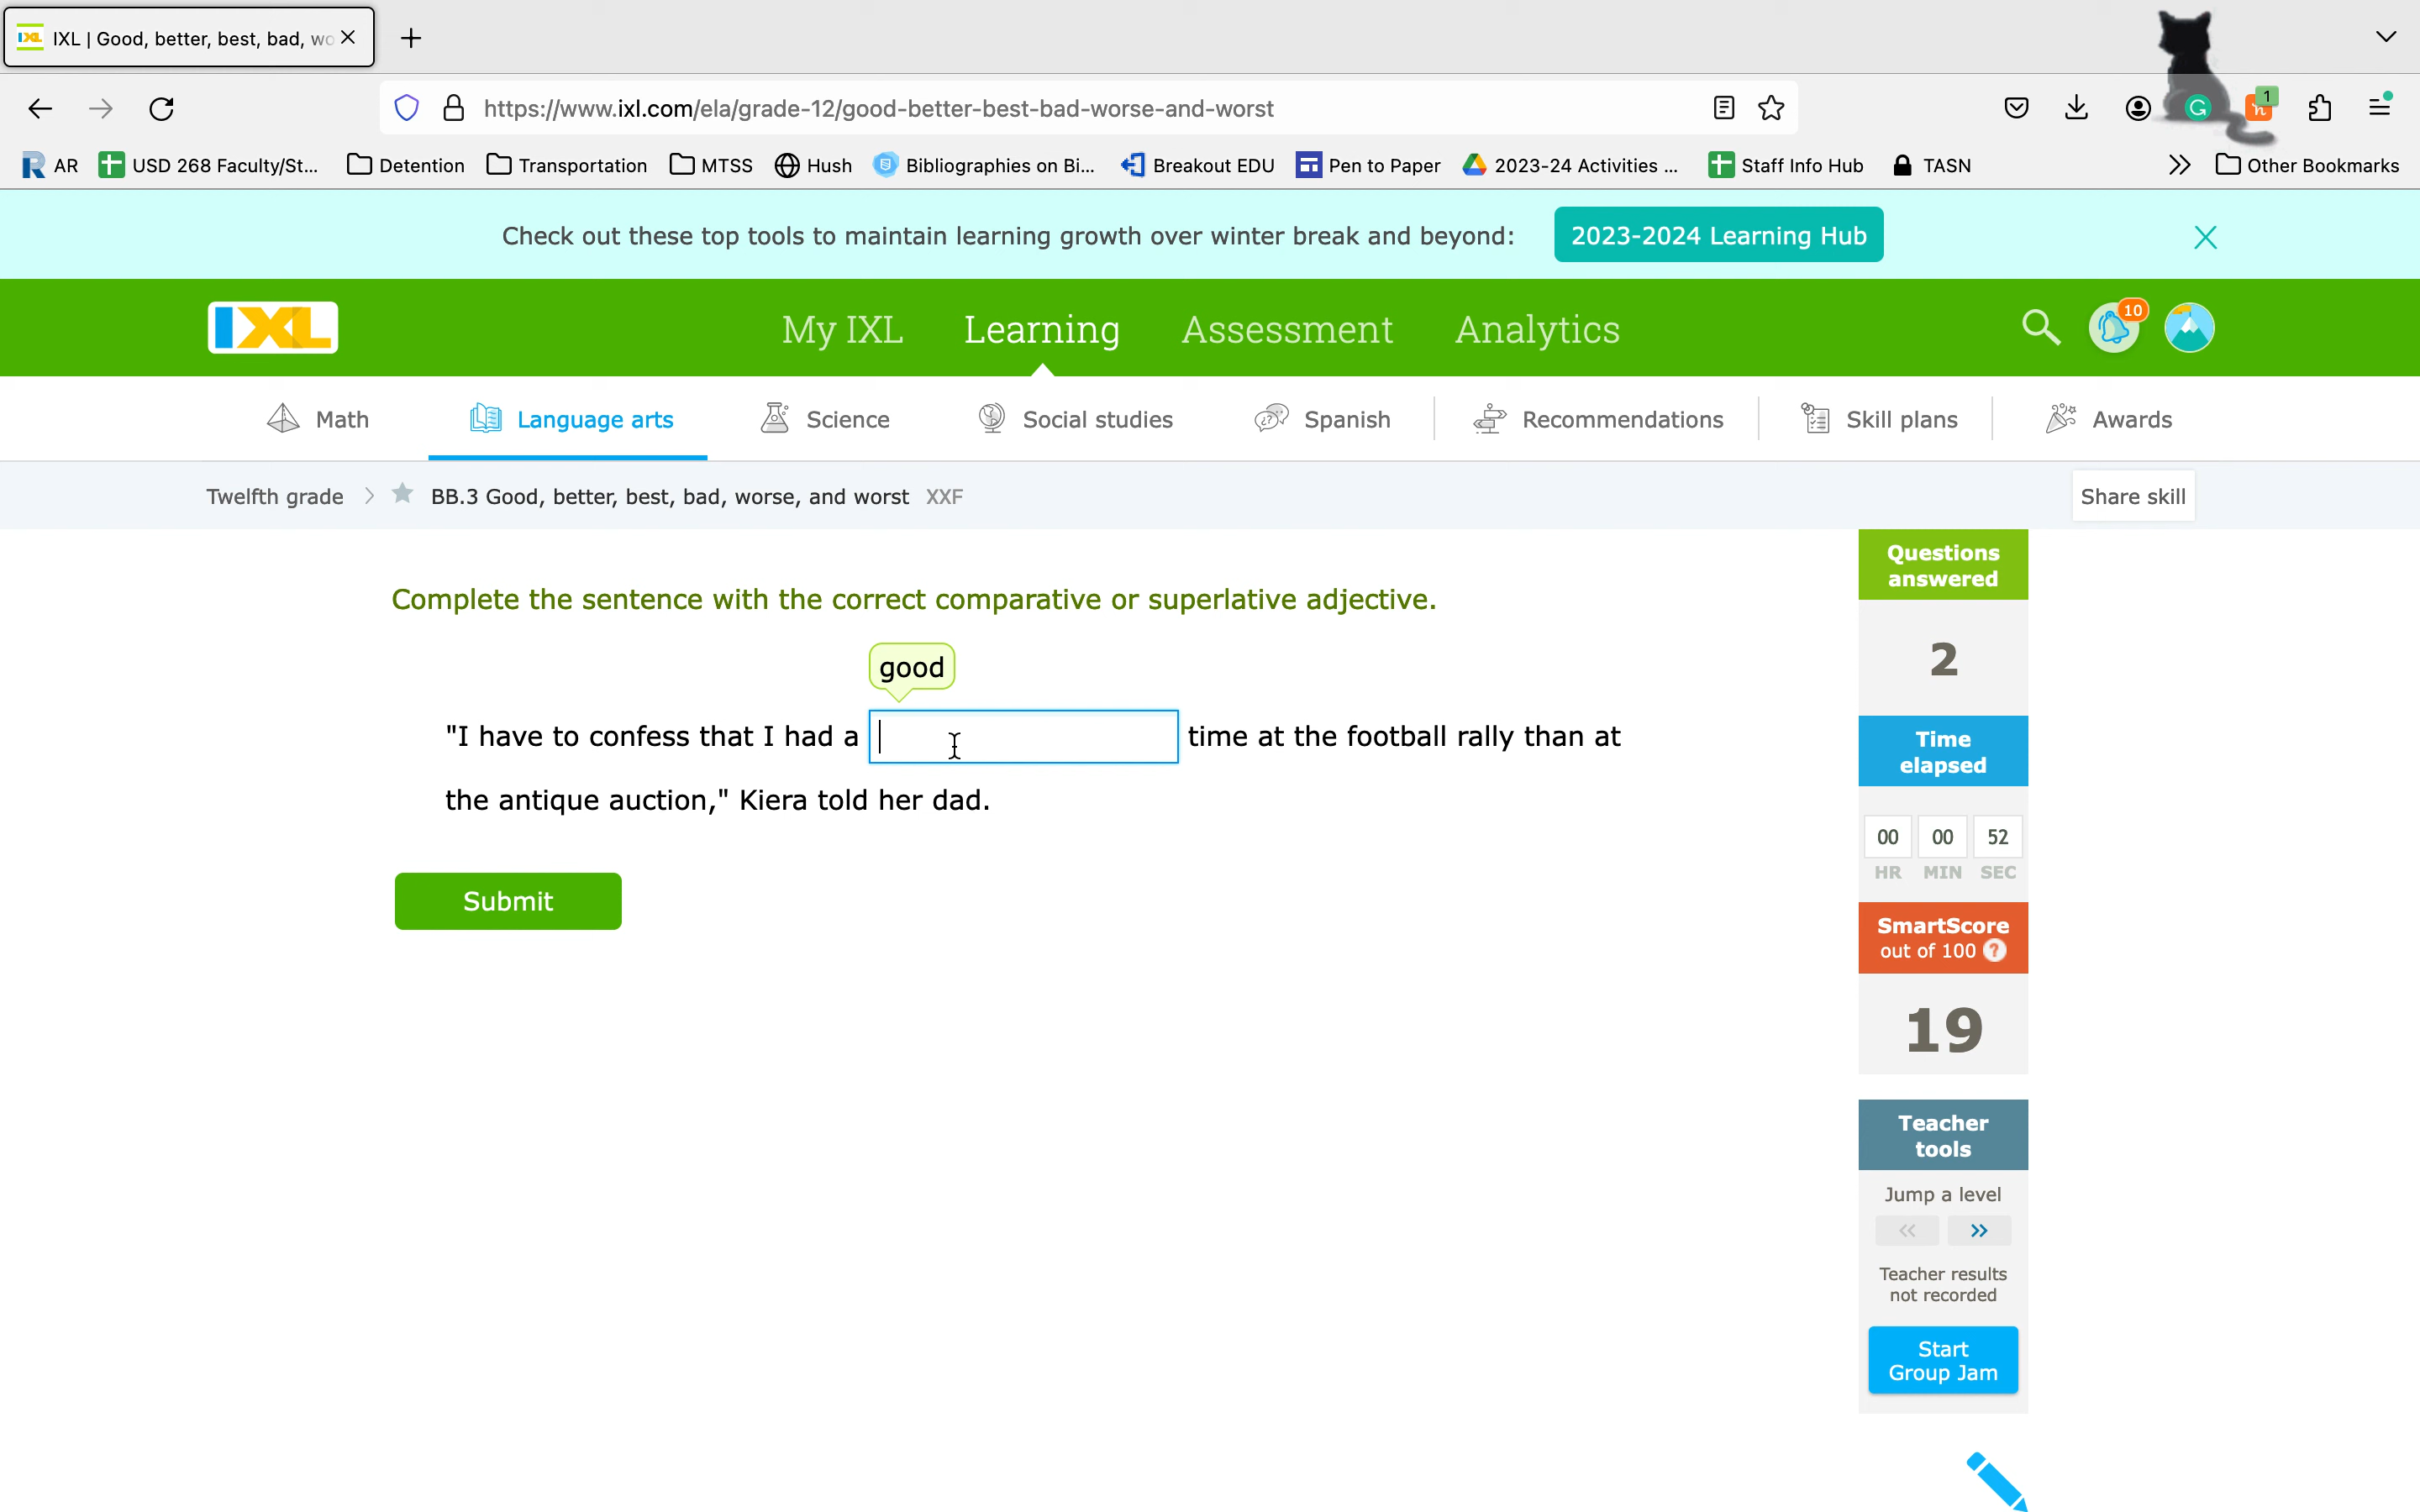 IXL | Good, better, best, bad, wo
https://www.ixl.com/ela/grade-12/good-better-best-bad-worse-and-worst
1
AR USD 268 Faculty/St... Detention Transportation MTSS Hush Bibliographies on Bi... Breakout EDU Pen to Paper 2023-24 Activities ... Staff Info Hub TASN Other Bookmarks
Check out these top tools to maintain learning growth over winter break and beyond: 2023-2024 Learning Hub
IXL My IXL Learning Assessment Analytics 10
Math Language arts Science Social studies Spanish Recommendations Skill plans Awards
Twelfth grade > BB.3 Good, better, best, bad, worse, and worst XXF Share skill
Complete the sentence with the correct comparative or superlative adjective.
good
"I have to confess that I had a time at the football rally than at
the antique auction," Kiera told her dad.
Submit
Questions
answered
2
Time
elapsed
00 00 52
HR MIN SEC
SmartScore
out of 100 ?
19
Teacher
tools
Jump a level
Teacher results
not recorded
Start
Group Jam